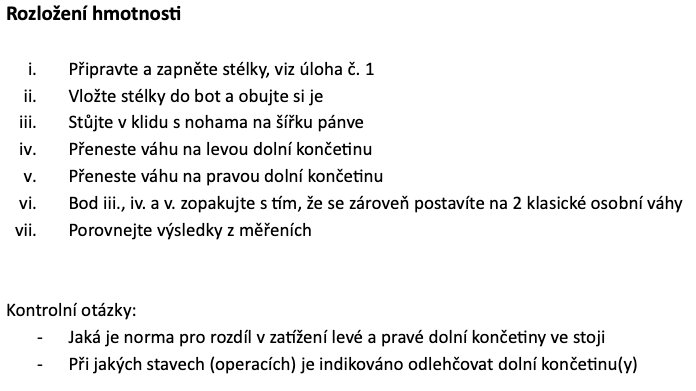 Rozložení hmotnosti
i. Připravte a zapněte stélky, viz úloha č. 1
ii. Vložte stélky do bot a obujte si je
iii. Stůjte v klidu s nohama na šířku pánve
iv. Přeneste váhu na levou dolní končetinu
v. Přeneste váhu na pravou dolní končetinu
vi. Bod iii., iv. a v. zopakujte s tím, že se zároveň postavíte na 2 klasické osobní váhy
vii. Porovnejte výsledky z měřeních
Kontrolní otázky:
- Jaká je norma pro rozdíl v zatížení levé a pravé dolní končetiny ve stoji
- Při jakých stavech (operacích) je indikováno odlehčovat dolní končetinu(y)